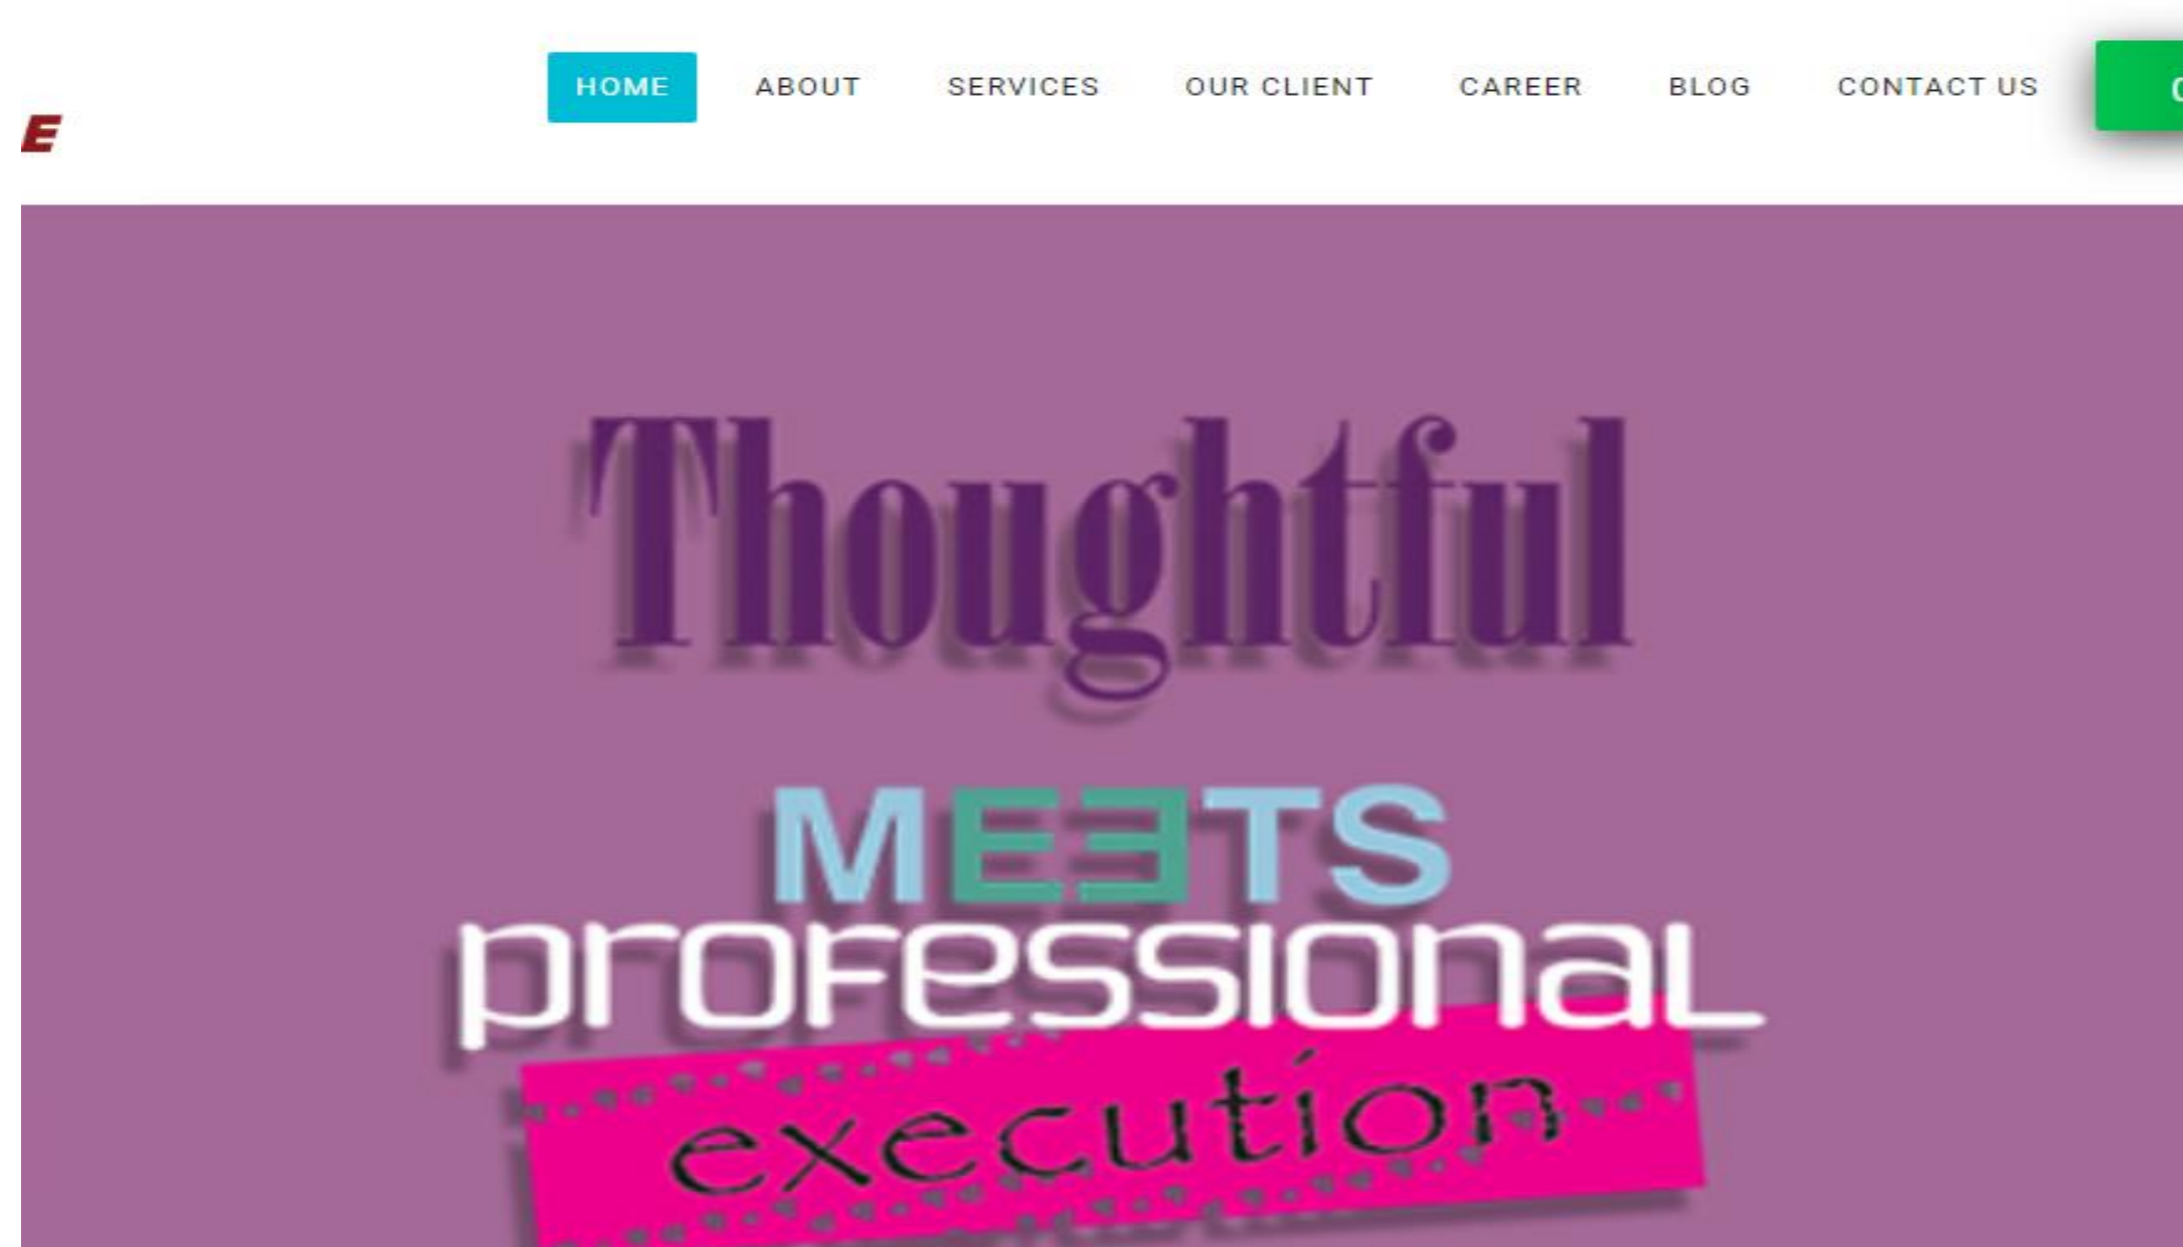 HOME ABOUT SERVICES OUR CLIENT CAREER BLOG CONTACT US
E
Thoughtful
MEETS
professional
execution